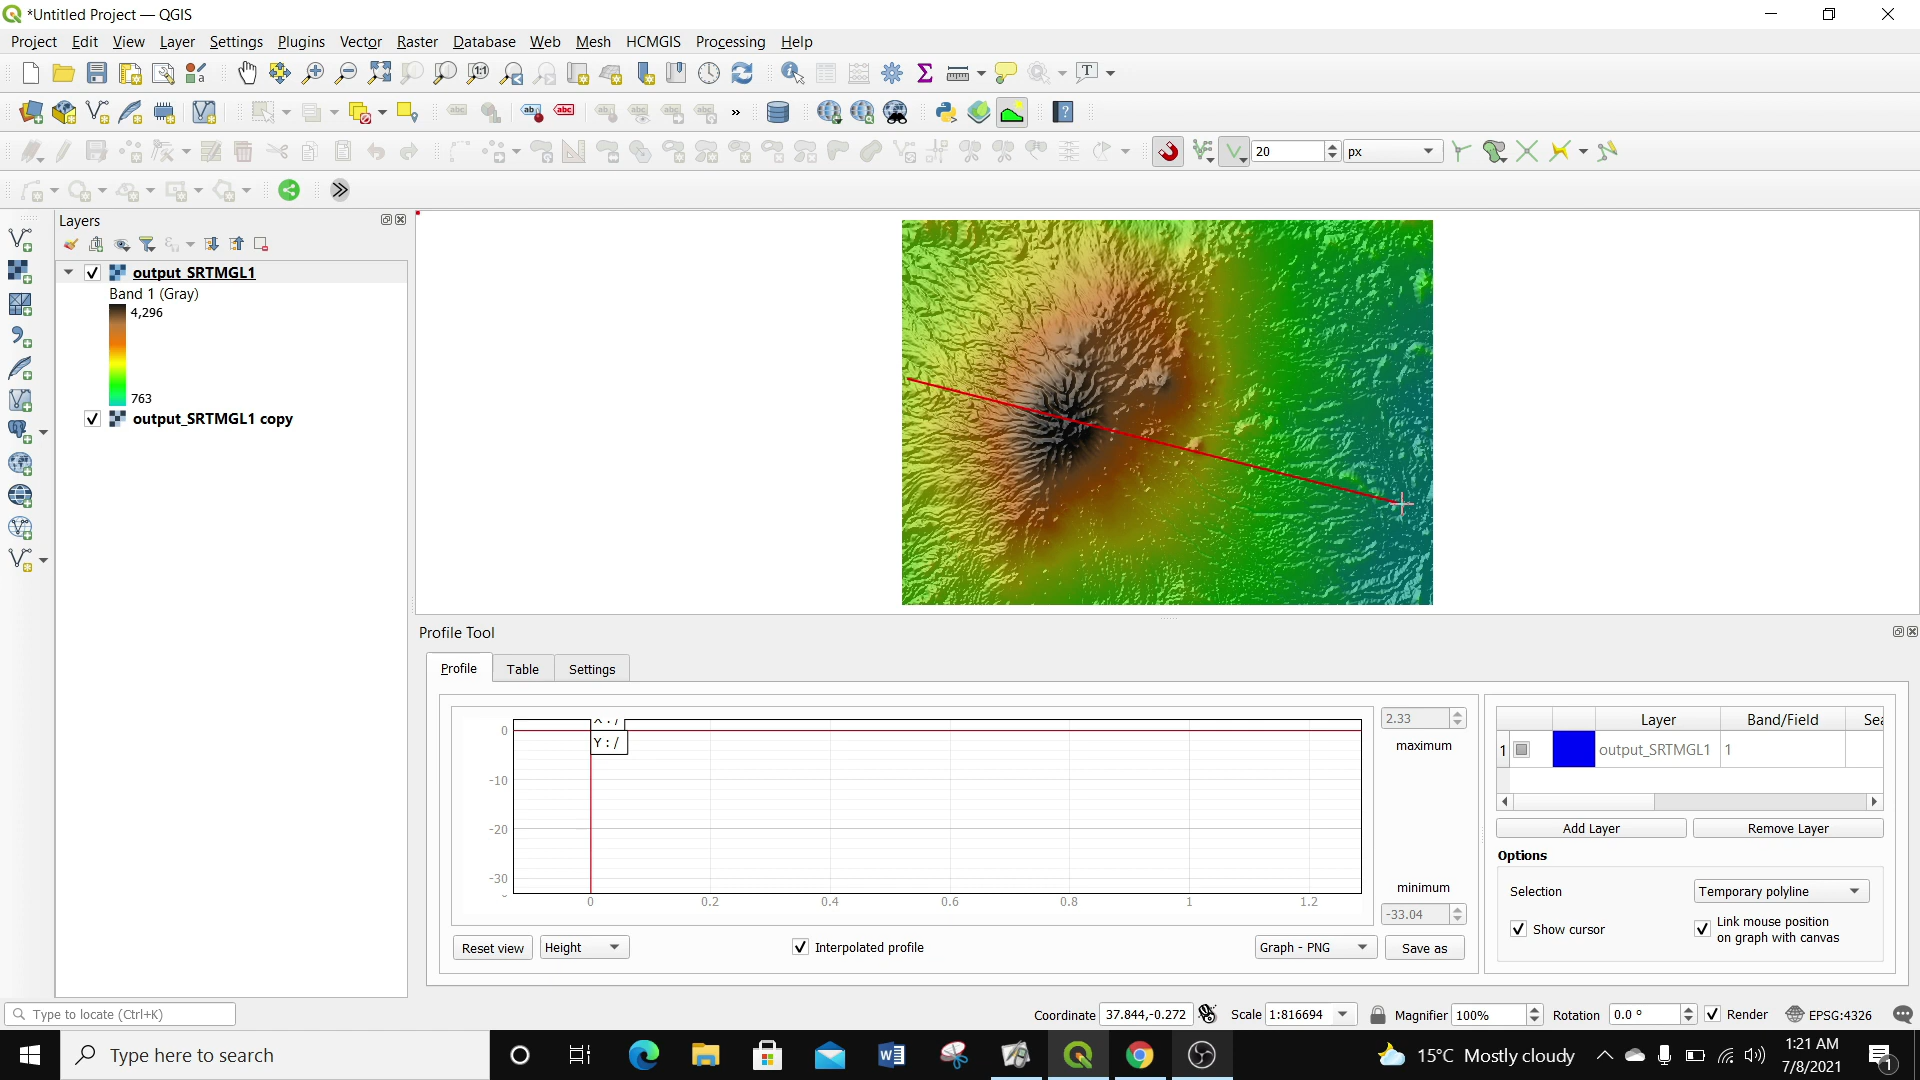 *Untitled Project — QGIS
Project Edit View Layer Settings Plugins Vector Raster Database Web Mesh HCMGIS Processing Help
20 px
Layers
output_SRTMGL1
Band 1 (Gray)
4,296
763
output_SRTMGL1 copy
Profile Tool
Profile Table Settings
0
-10
-20
-30
Y : /
0 0.2 0.4 0.6 0.8 1 1.2
2.33
maximum
minimum
-33.04
Reset view Height Interpolated profile Graph - PNG Save as
Layer Band/Field
1 output_SRTMGL1 1
Add Layer Remove Layer
Options
Selection Temporary polyline
Show cursor Link mouse position on graph with canvas
Type to locate (Ctrl+K) Coordinate 37.844,-0.272 Scale 1:816694 Magnifier 100% Rotation 0.0 ° Render EPSG:4326
Type here to search 15°C Mostly cloudy 1:21 AM
7/8/2021 1